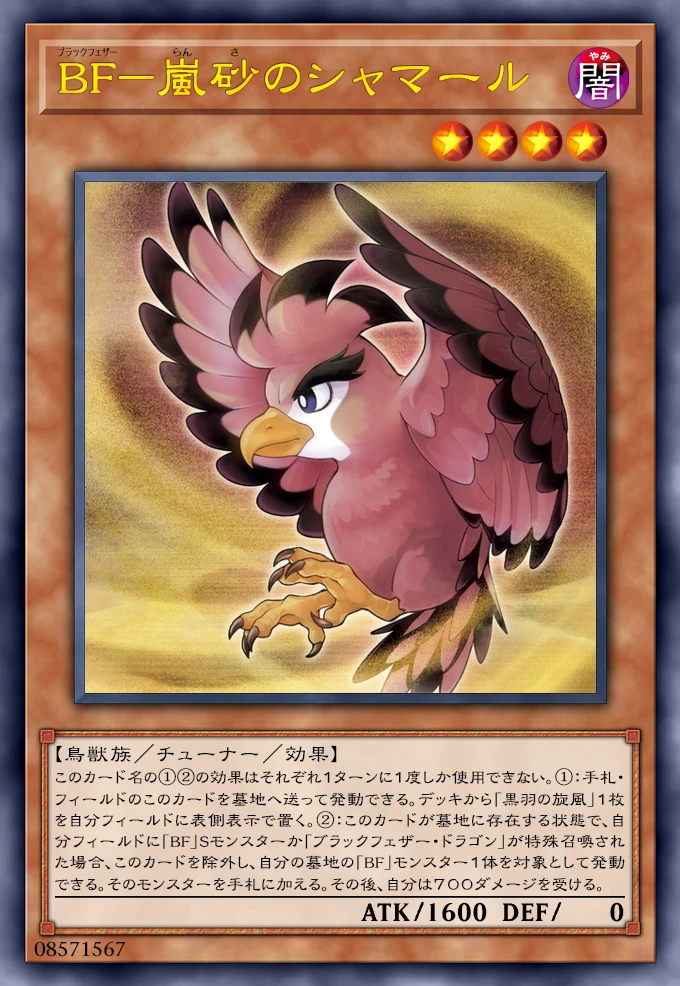 ブラックフェザー らん さ
BF－嵐砂のシャマール
やみ
闇
【鳥獣族／チューナー／効果】
このカード名の①②の効果はそれぞれ1ターンに1度しか使用できない。①：手札・
フィールドのこのカードを墓地へ送って発動できる。デッキから「黒羽の旋風」1枚
を自分フィールドに表側表示で置く。②：このカードが墓地に存在する状態で、自
分フィールドに「BF」Sモンスターか「ブラックフェザー・ドラゴン」が特殊召喚され
た場合、このカードを除外し、自分の墓地の「BF」モンスター1体を対象として発動
できる。そのモンスターを手札に加える。その後、自分は700ダメージを受ける。
ATK/1600 DEF/ 0
08571567